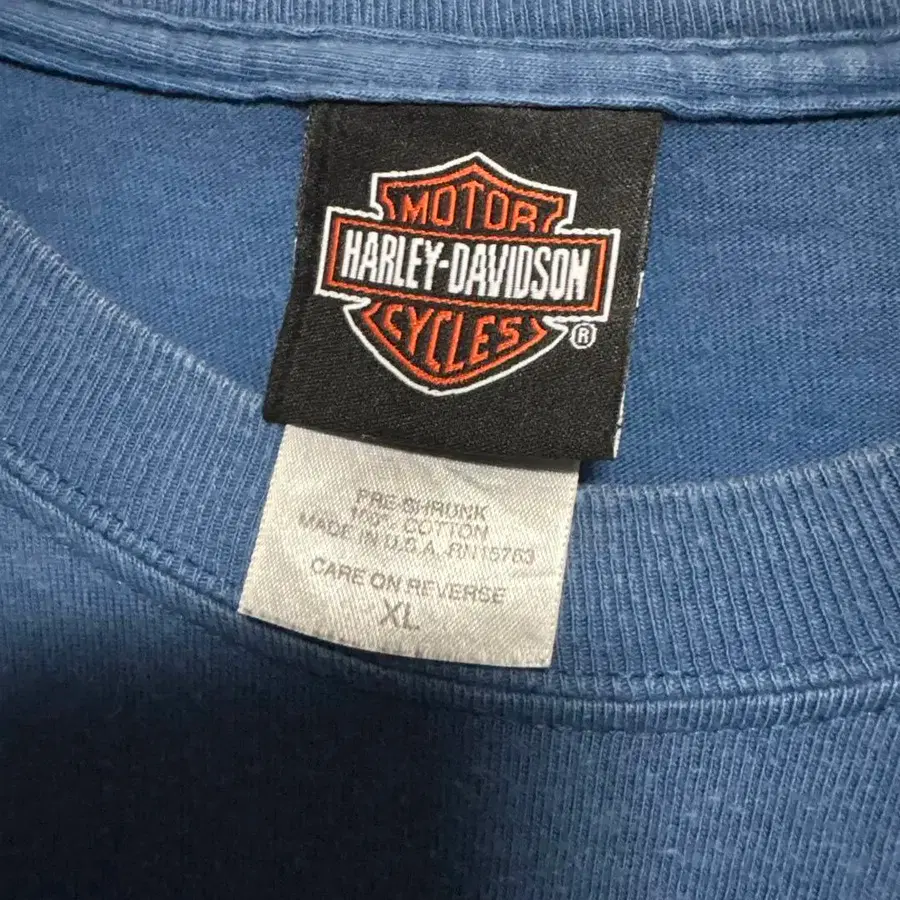 MOTOR
HARLEY-DAVIDSON
CYCLES
®
PRE-SHRUNK
100% COTTON
MADE IN U.S.A. RN15763
CARE ON REVERSE
XL